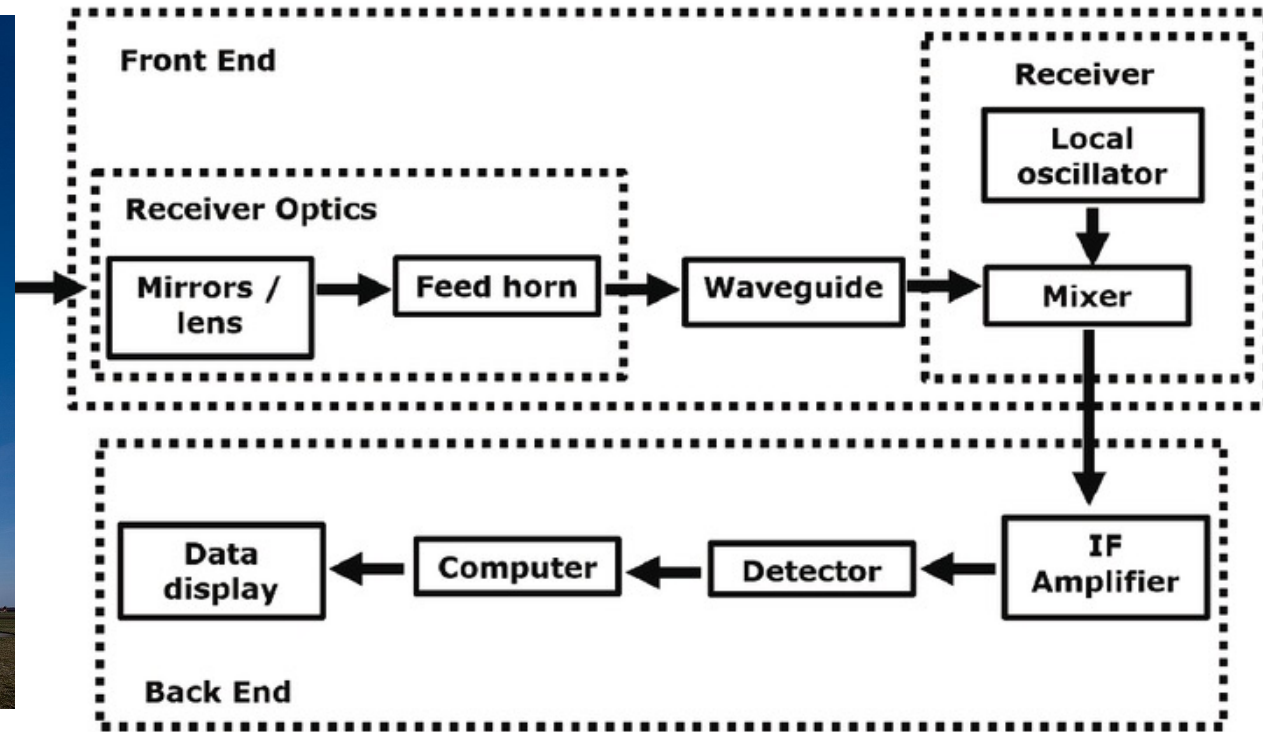 Front End
Receiver
Local
oscillator
Receiver Optics
Mirrors /
lens
Feed horn
Waveguide
Mixer
Data
display
Computer
Detector
IF
Amplifier
Back End